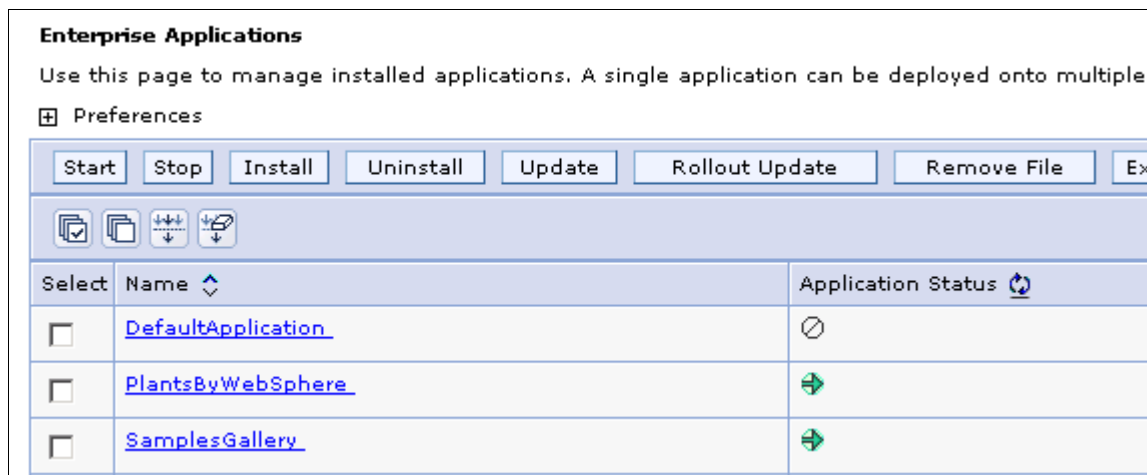 Enterprise Applications
Use this page to manage installed applications. A single application can be deployed onto multiple
Preferences
Start Stop Install Uninstall Update Rollout Update Remove File
Select Name Application Status
DefaultApplication
PlantsByWebSphere
SamplesGallery